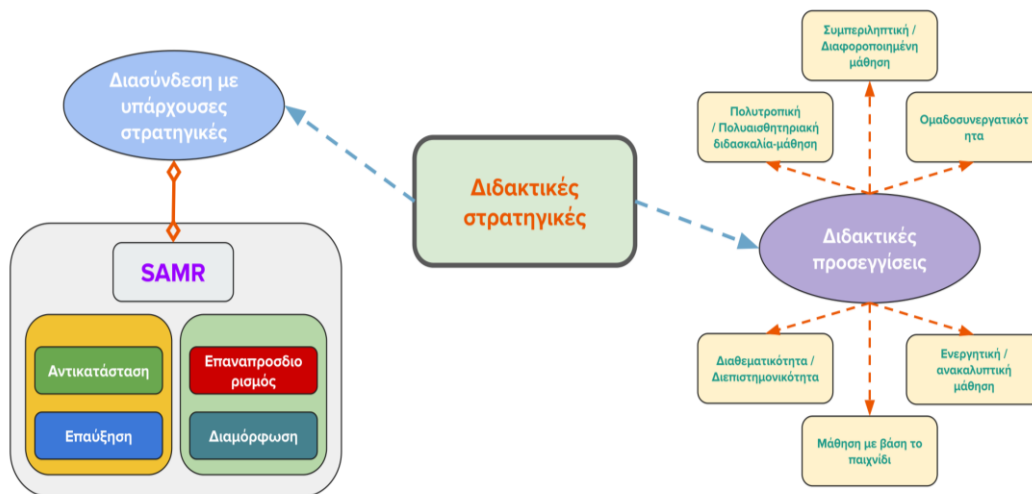 Διασύνδεση με
υπάρχουσες
στρατηγικές
SAMR
Αντικατάσταση
Επαύξηση
Επαναπροσδιο
ρισμός
Διαμόρφωση
Διδακτικές
στρατηγικές
Συμπεριληπτική /
Διαφοροποιημένη
μάθηση
Πολυτροπική
/ Πολυαισθητηριακή
διδασκαλία-μάθηση
Ομαδοσυνεργατικότ
ητα
Διδακτικές
προσεγγίσεις
Διαθεματικότητα /
Διεπιστημονικότητα
Ενεργητική /
ανακαλυπτική
μάθηση
Μάθηση με βάση το
παιχνίδι